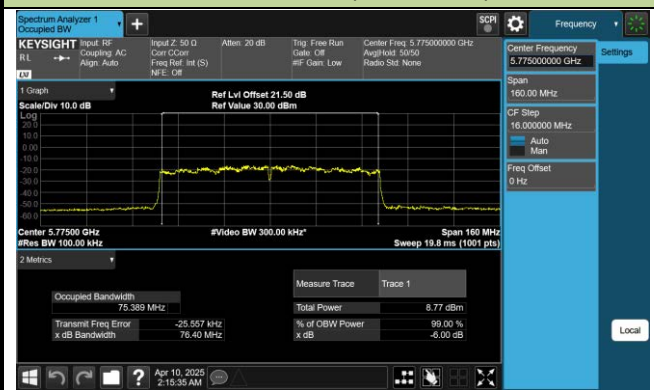 Spectrum Analyzer 1
Occupied BW
SCPI
Frequency
KEYSIGHT
RL
LXI
Input: RF
Coupling: AC
Align: Auto
Input Z: 50 Ω
Corr CCorr
Freq Ref: Int (S)
NFE: Off
Atten: 20 dB
Trig: Free Run
Gate: Off
#IF Gain: Low
Center Freq: 5.775000000 GHz
Avg|Hold: 50/50
Radio Std: None
Center Frequency
5.775000000 GHz
Settings
Span
160.00 MHz
CF Step
16.000000 MHz
Auto
Man
Freq Offset
0 Hz
Local
1 Graph
Scale/Div 10.0 dB
Ref Lvl Offset 21.50 dB
Ref Value 30.00 dBm
Log
20.0
10.0
0.00
-10.0
-20.0
-30.0
-40.0
-50.0
-60.0
Center 5.77500 GHz
#Res BW 100.00 kHz
#Video BW 300.00 kHz*
Span 160 MHz
Sweep 19.8 ms (1001 pts)
2 Metrics
Measure Trace Trace 1
Occupied Bandwidth
75.389 MHz
Total Power 8.77 dBm
Transmit Freq Error -25.557 kHz
% of OBW Power 99.00 %
x dB Bandwidth 76.40 MHz
x dB -6.00 dB
?
Apr 10, 2025
2:15:35 AM